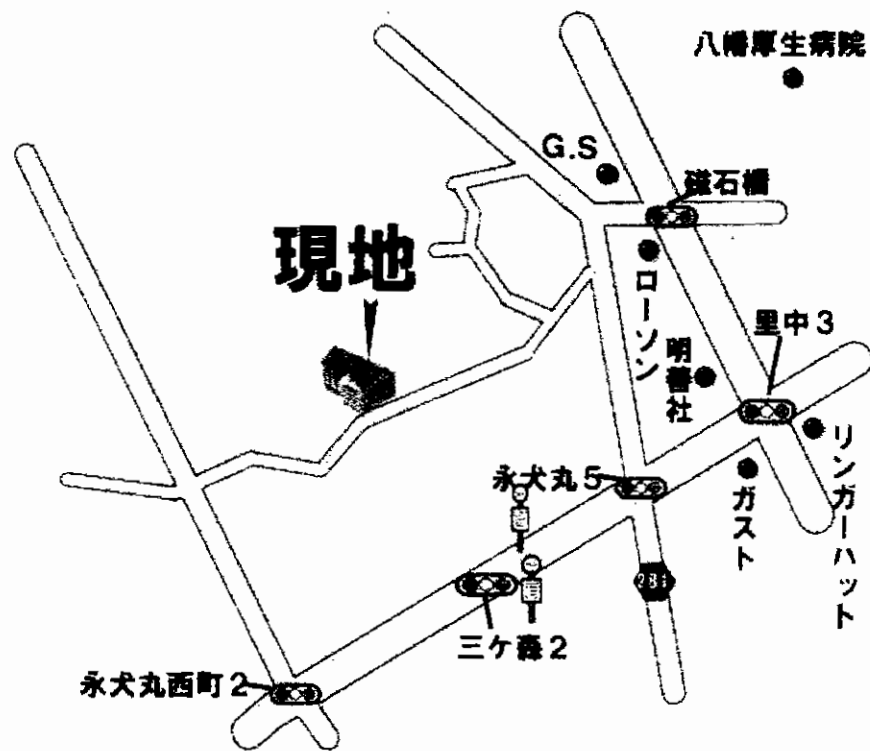 八幡厚生病院
G.S
磁石橋
現地
ローソン
里中3
明善社
永犬丸5
リンガーハット
ガスト
三ケ森2
永犬丸西町2